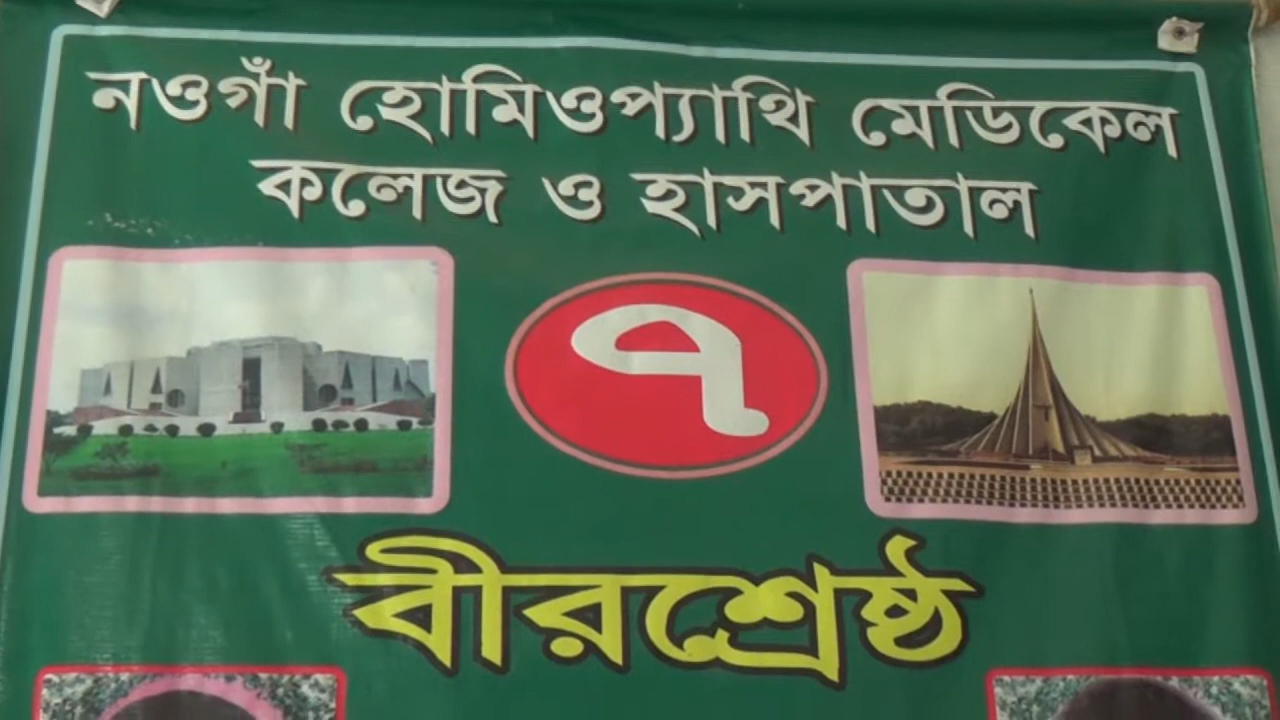 নওগাঁ হোমিওপ্যাথি মেডিকেল
কলেজ ও হাসপাতাল
৭
বীরশ্রেষ্ঠ